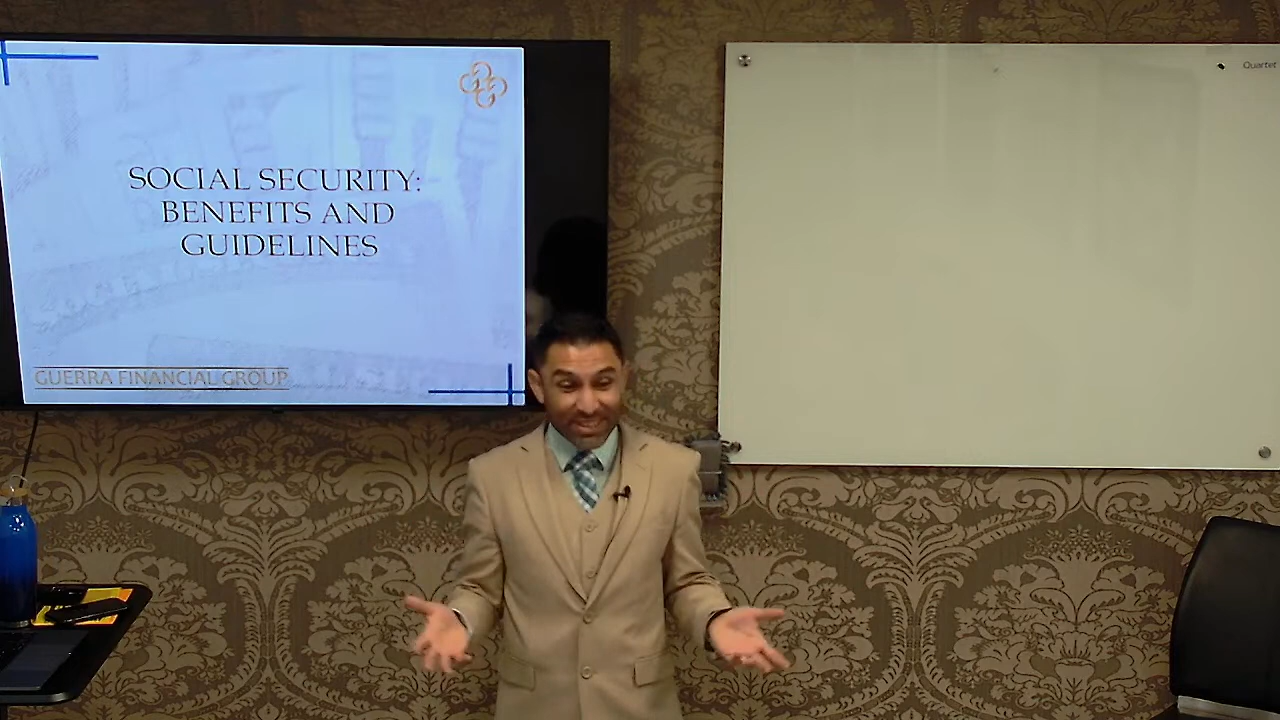 SOCIAL SECURITY:
BENEFITS AND
GUIDELINES
GUERRA FINANCIAL GROUP
Quartet